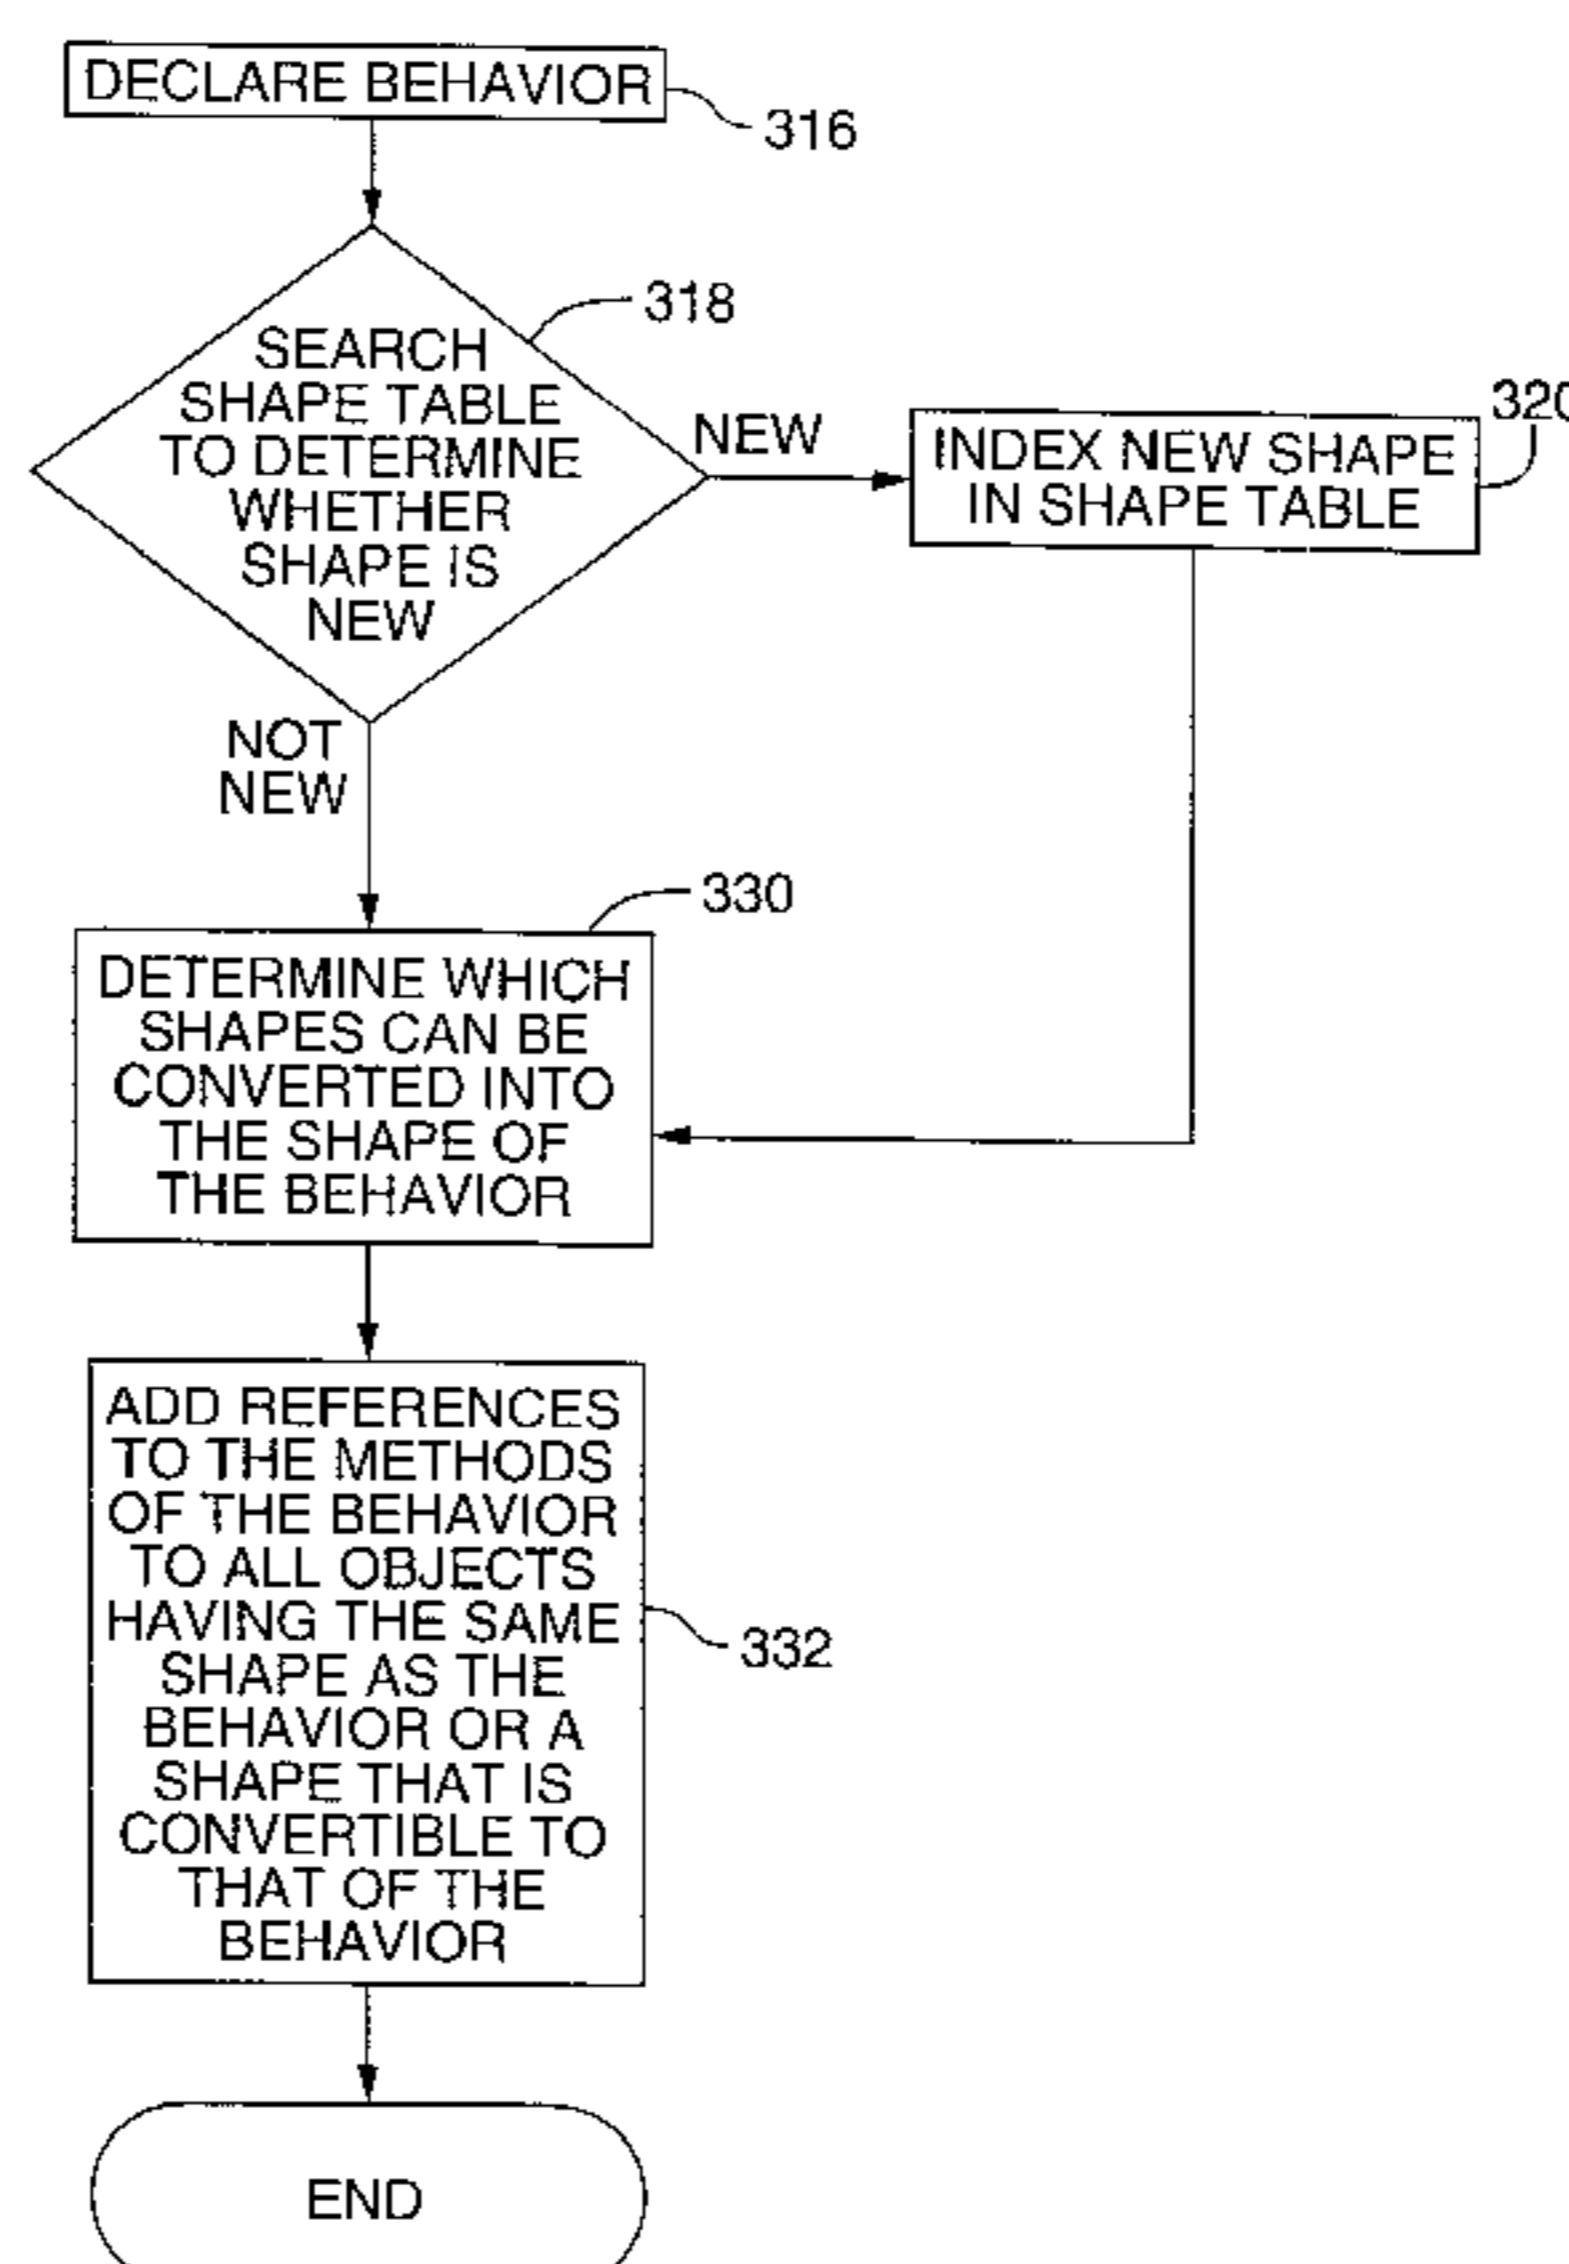 DECLARE BEHAVIOR
316
318
SEARCH
SHAPE TABLE
TO DETERMINE
WHETHER
SHAPE IS
NEW
NEW
320
INDEX NEW SHAPE
IN SHAPE TABLE
NOT
NEW
330
DETERMINE WHICH
SHAPES CAN BE
CONVERTED INTO
THE SHAPE OF
THE BEHAVIOR
ADD REFERENCES
TO THE METHODS
OF THE BEHAVIOR
TO ALL OBJECTS
HAVING THE SAME
SHAPE AS THE
BEHAVIOR OR A
SHAPE THAT IS
CONVERTIBLE TO
THAT OF THE
BEHAVIOR
332
END